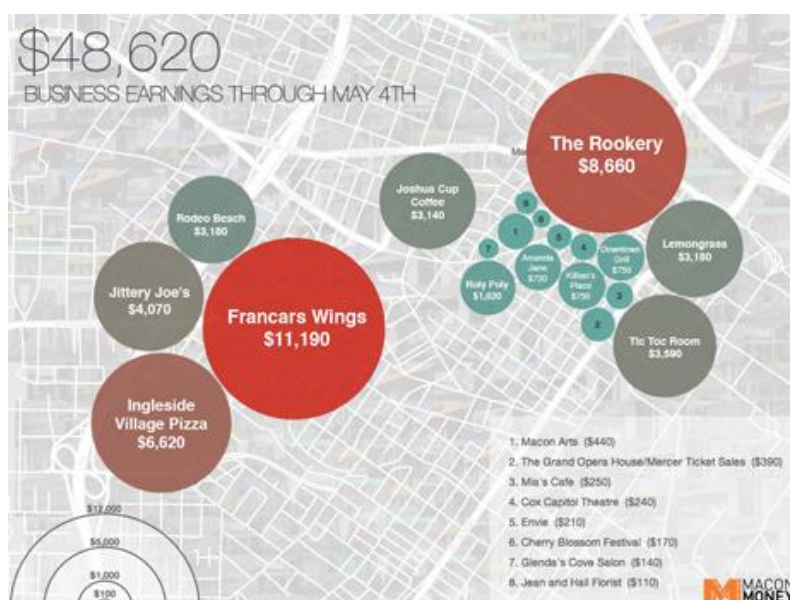 $48,620
BUSINESS EARNINGS THROUGH MAY 4TH
The Rookery
$8,660
Joshua Cup
Coffee
$3,140
Rodeo Beach
$3,180
Lemongrass
$3,180
Jittery Joe's
$4,070
Francars Wings
$11,190
Ingleside
Village Pizza
$6,620
Tic Toc Room
$3,590
Roly Poly
$1,020
Amanda
Jane
Killian's
Place
$750
Downtown
Grill
$750
8
6
1
5
7
4
3
2
1. Macon Arts ($440)
2. The Grand Opera House/Mercer Ticket Sales ($390)
3. Mia's Cafe ($250)
4. Cox Capitol Theatre ($240)
5. Envie ($210)
6. Cherry Blossom Festival ($170)
7. Glenda's Cove Salon ($140)
8. Jean and Hall Florist ($110)
$12,000
$5,000
$1,000
$100
MACON
MONEY